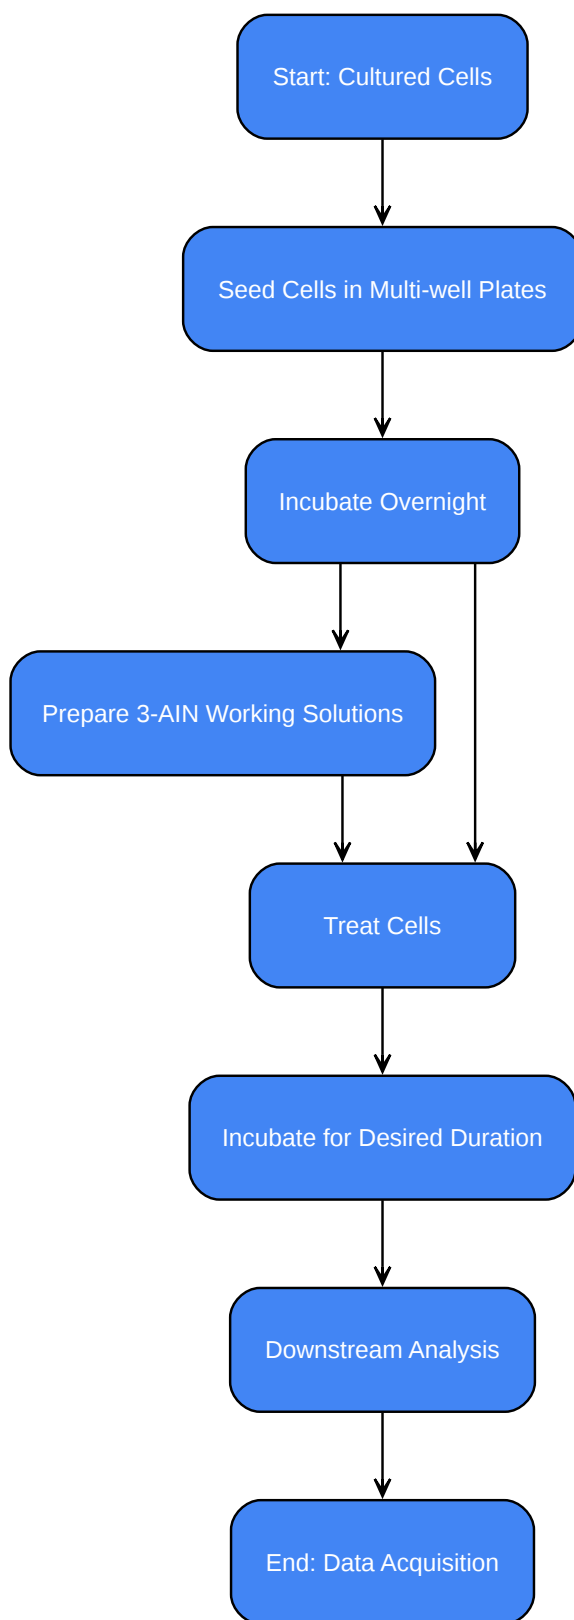 Start: Cultured Cells
Seed Cells in Multi-well Plates
Incubate Overnight
Prepare 3-AIN Working Solutions
Treat Cells
Incubate for Desired Duration
Downstream Analysis
End: Data Acquisition